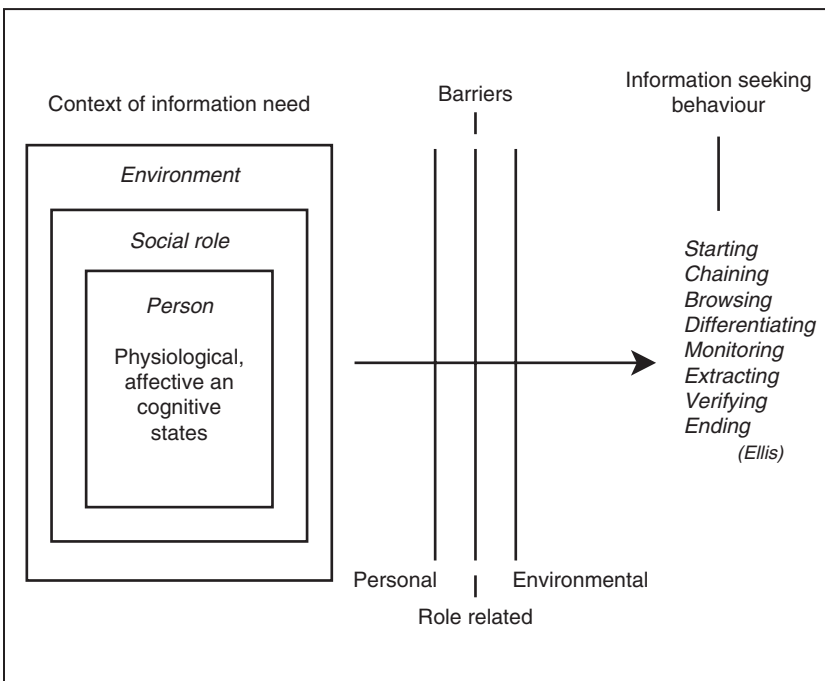 Context of information need
Environment
Social role
Person
Physiological,
affective an
cognitive
states
Barriers
Personal
Environmental
Role related
Information seeking
behaviour
Starting
Chaining
Browsing
Differentiating
Monitoring
Extracting
Verifying
Ending
(Ellis)